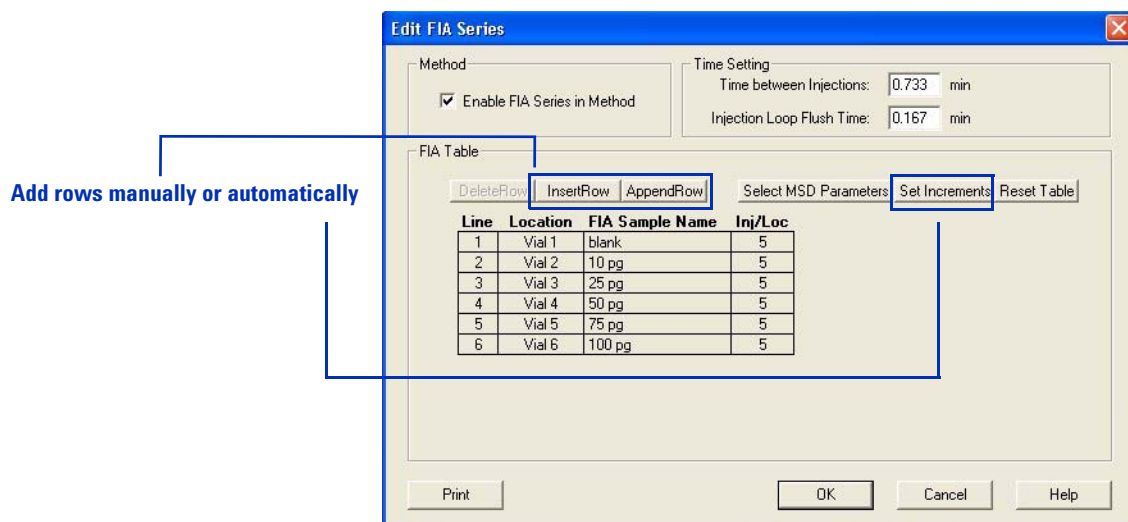 Edit FIA Series
Method
Enable FIA Series in Method
Time Setting
Time between Injections: 0.733 min
Injection Loop Flush Time: 0.167 min
Add rows manually or automatically
FIA Table
DeleteRow InsertRow AppendRow Select MSD Parameters Set Increments Reset Table
Line Location FIA Sample Name Inj/Loc
1 Vial 1 blank 5
2 Vial 2 10 pg 5
3 Vial 3 25 pg 5
4 Vial 4 50 pg 5
5 Vial 5 75 pg 5
6 Vial 6 100 pg 5
Print OK Cancel Help